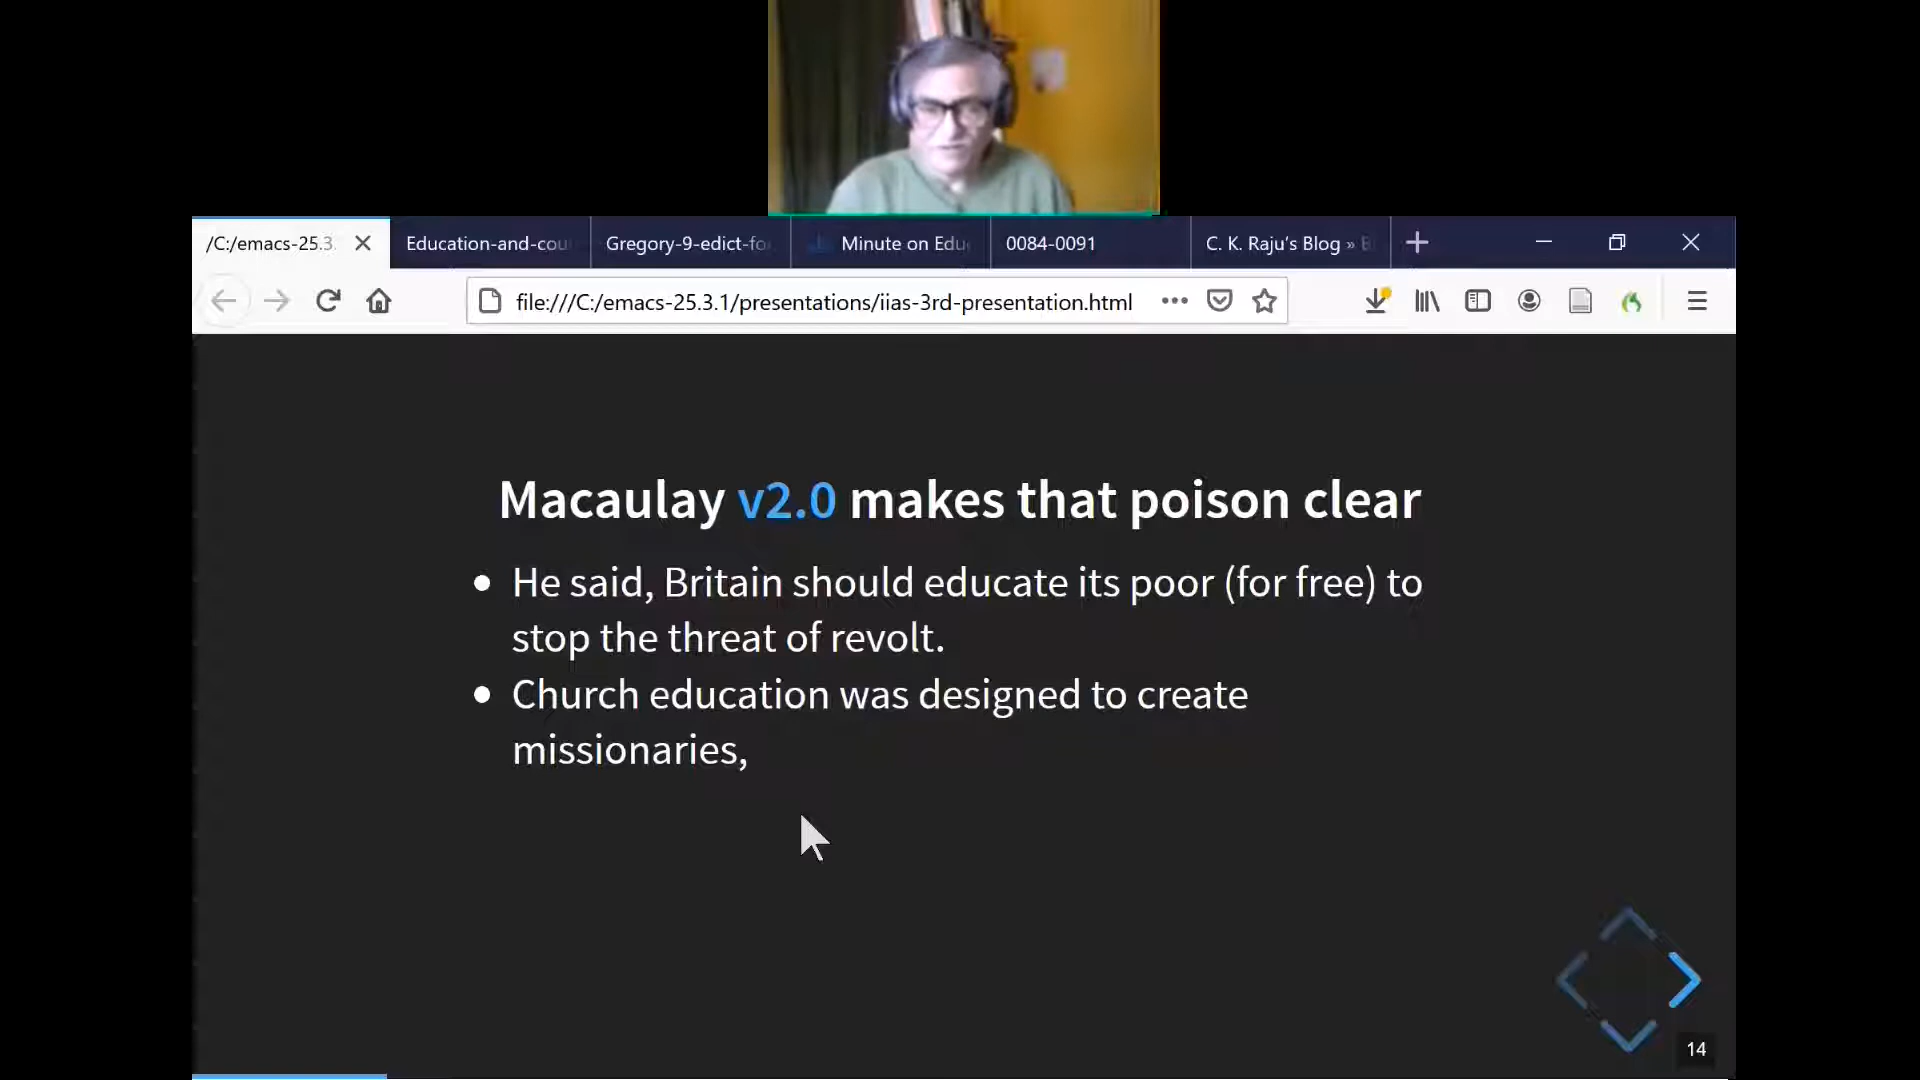 /C:/emacs-25.3.
Education-and-cou
Gregory-9-edict-fo
Minute on Edu
0084-0091
C. K. Raju's Blog »
file:///C:/emacs-25.3.1/presentations/iias-3rd-presentation.html
Macaulay v2.0 makes that poison clear
He said, Britain should educate its poor (for free) to
stop the threat of revolt.
Church education was designed to create
missionaries,
14